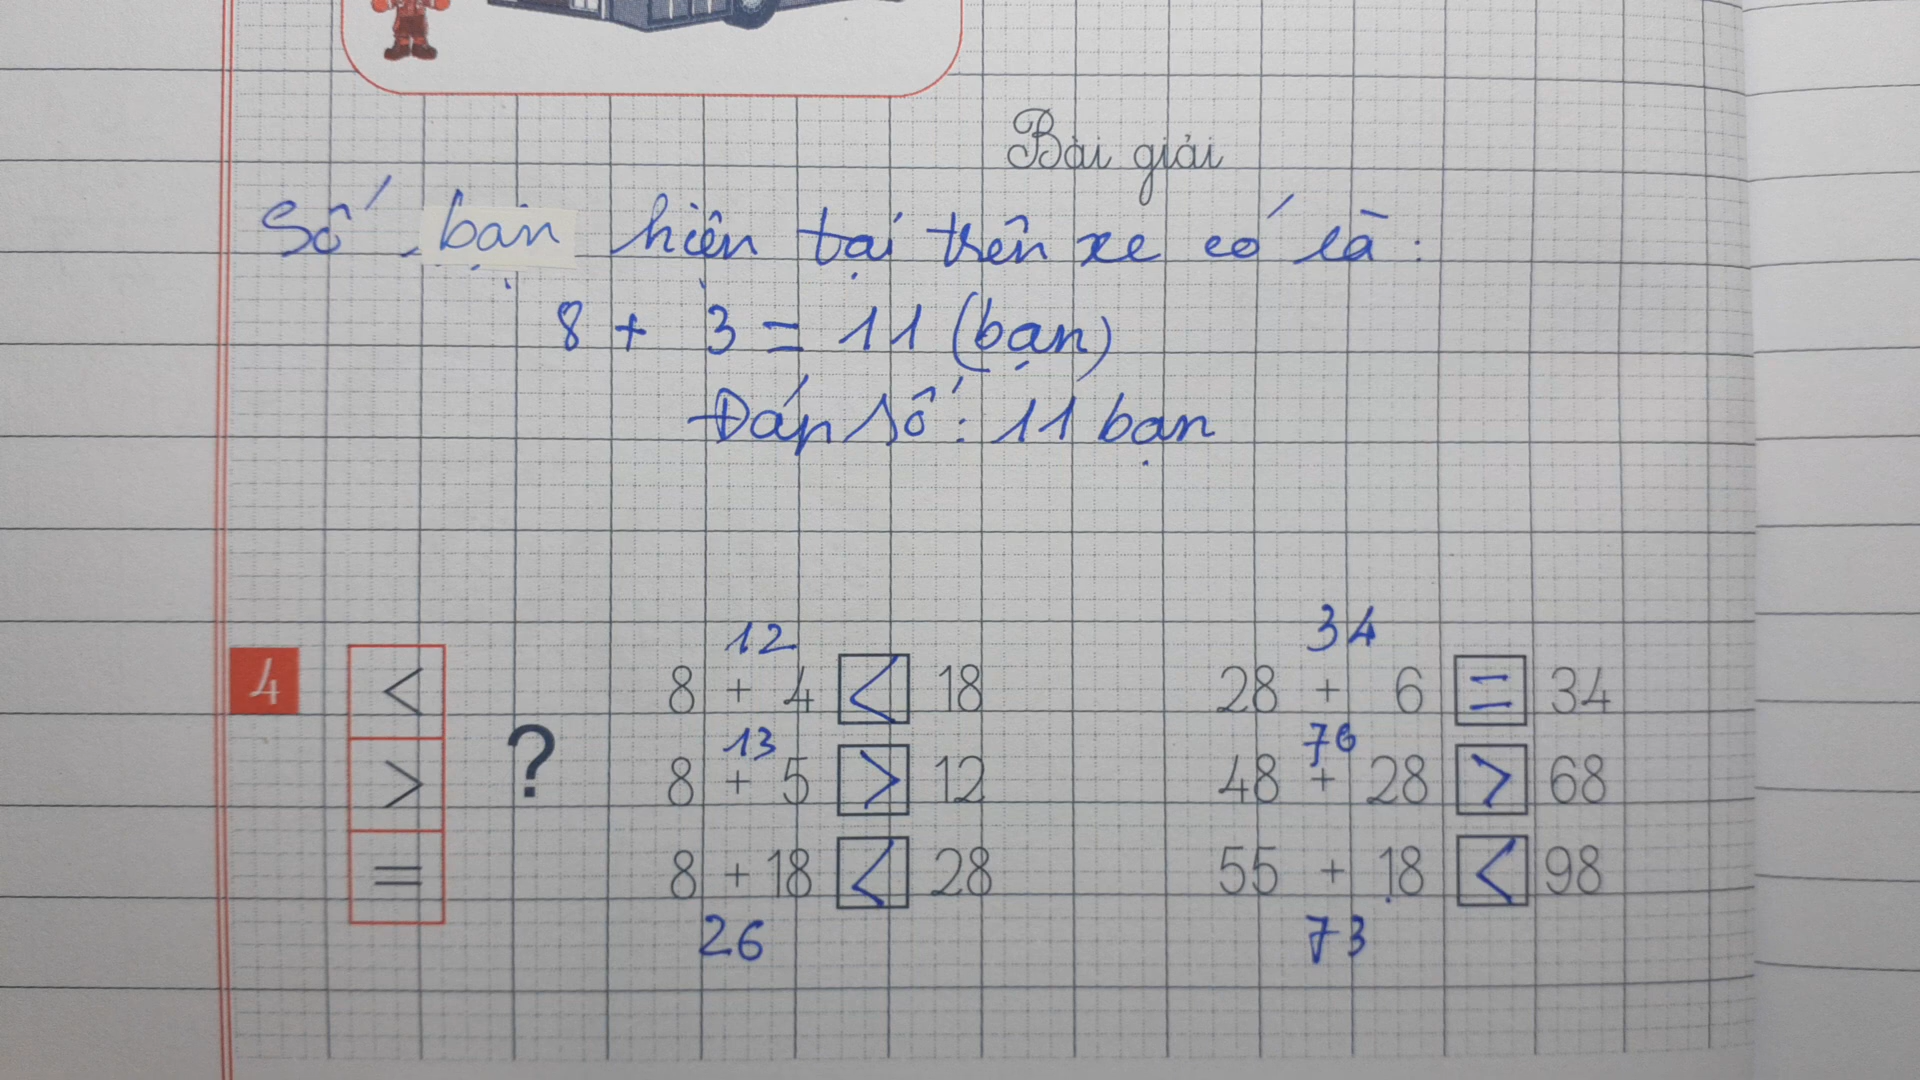 Bài giải
Số bạn hiện tại trên xe có là:
8 + 3 = 11 (bạn)
Đáp số: 11 bạn
4
<
>
=
?
12
8 + 4 < 18
13
8 + 5 > 12
8 + 18 < 28
26
34
28 + 6 = 34
76
48 + 28 > 68
55 + 18 < 98
73